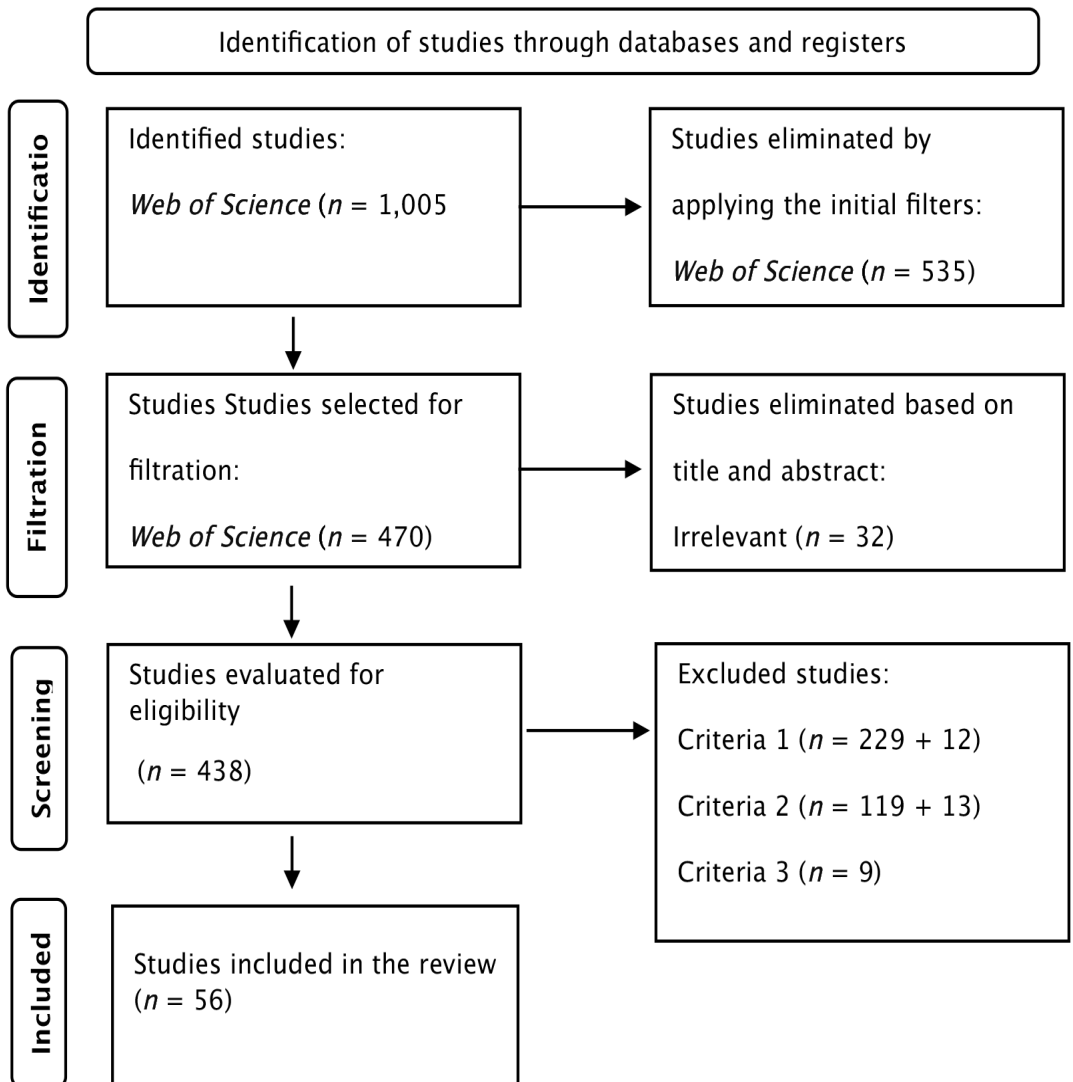 Identification of studies through databases and registers
Identificatio
Identified studies:
Web of Science (n = 1,005
Studies eliminated by
applying the initial filters:
Web of Science (n = 535)
Filtration
Studies Studies selected for
filtration:
Web of Science (n = 470)
Studies eliminated based on
title and abstract:
Irrelevant (n = 32)
Screening
Studies evaluated for
eligibility
(n = 438)
Excluded studies:
Criteria 1 (n = 229 + 12)
Criteria 2 (n = 119 + 13)
Criteria 3 (n = 9)
Included
Studies included in the review
(n = 56)